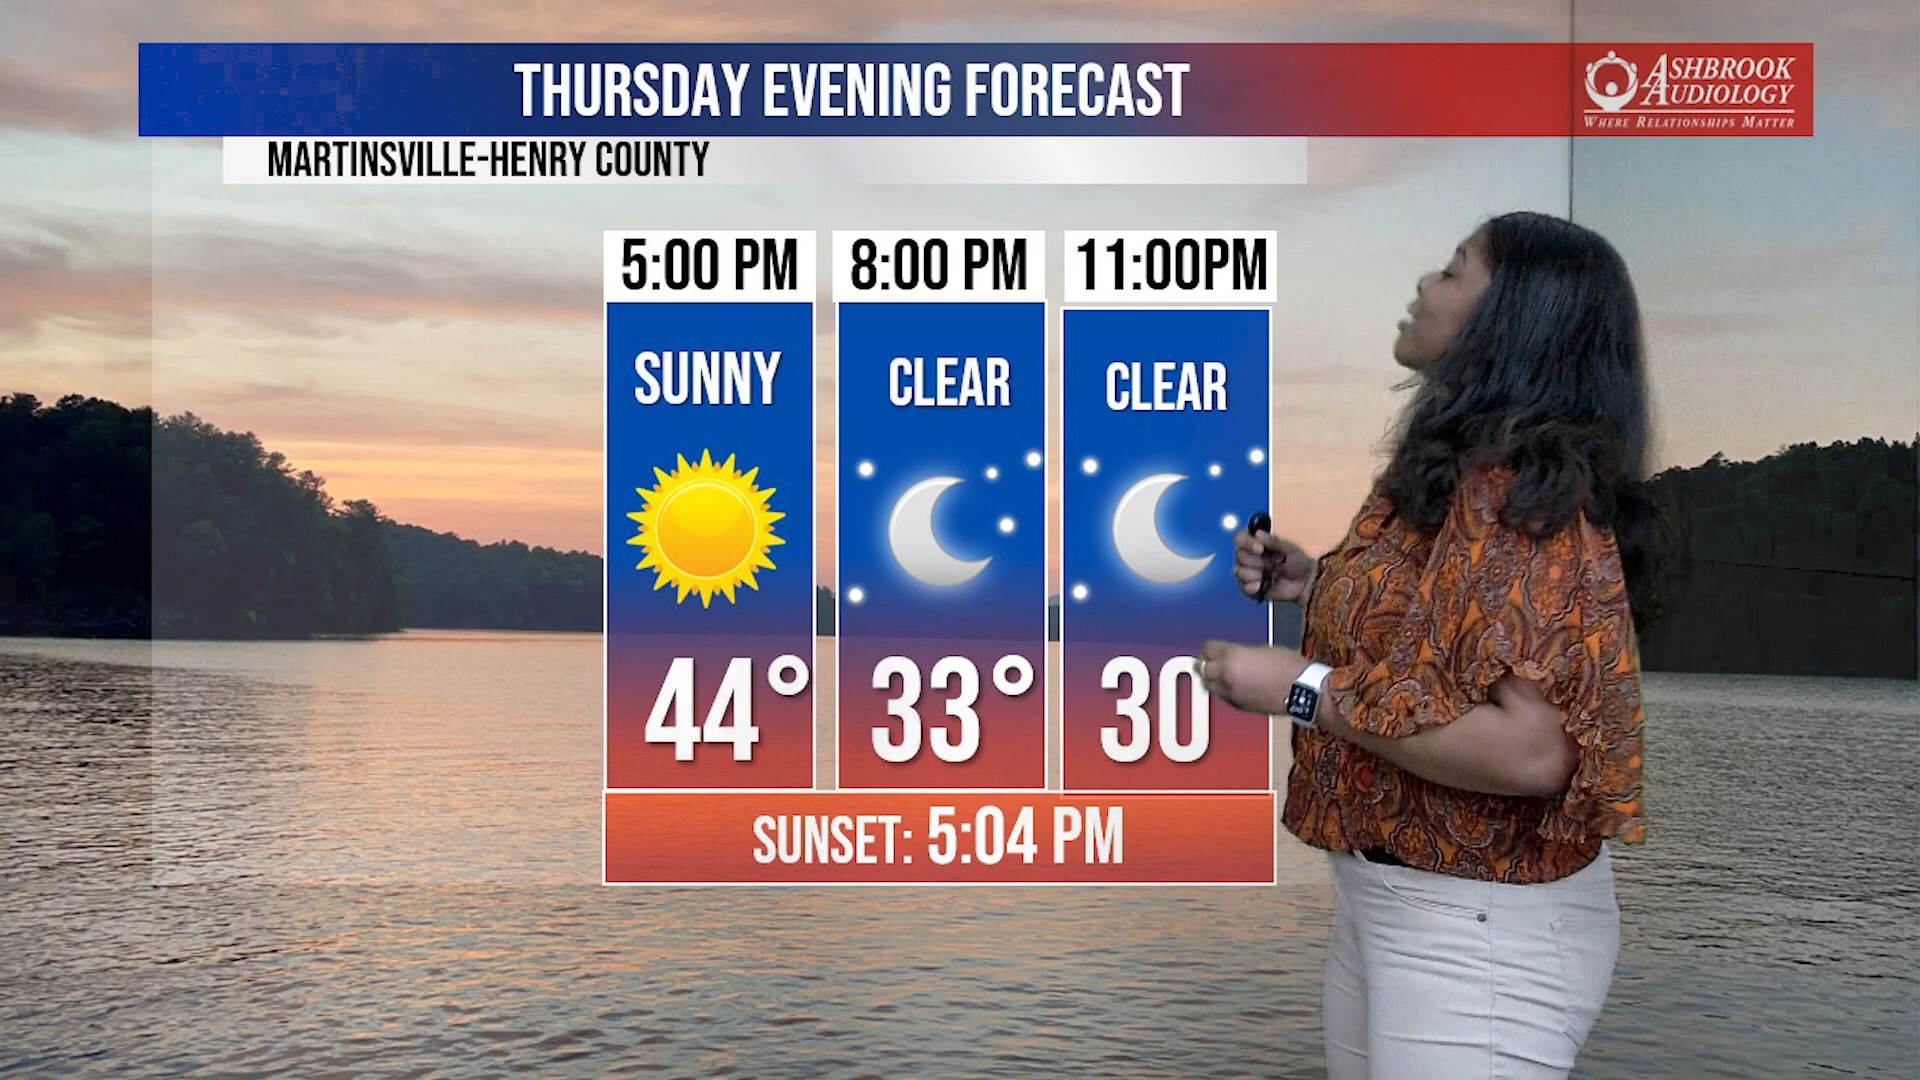 THURSDAY EVENING FORECAST
ASHBROOK
AUDIOLOGY
WHERE RELATIONSHIPS MATTER
MARTINSVILLE-HENRY COUNTY
5:00 PM
8:00 PM
11:00PM
SUNNY
CLEAR
CLEAR
44°
33°
30
SUNSET: 5:04 PM